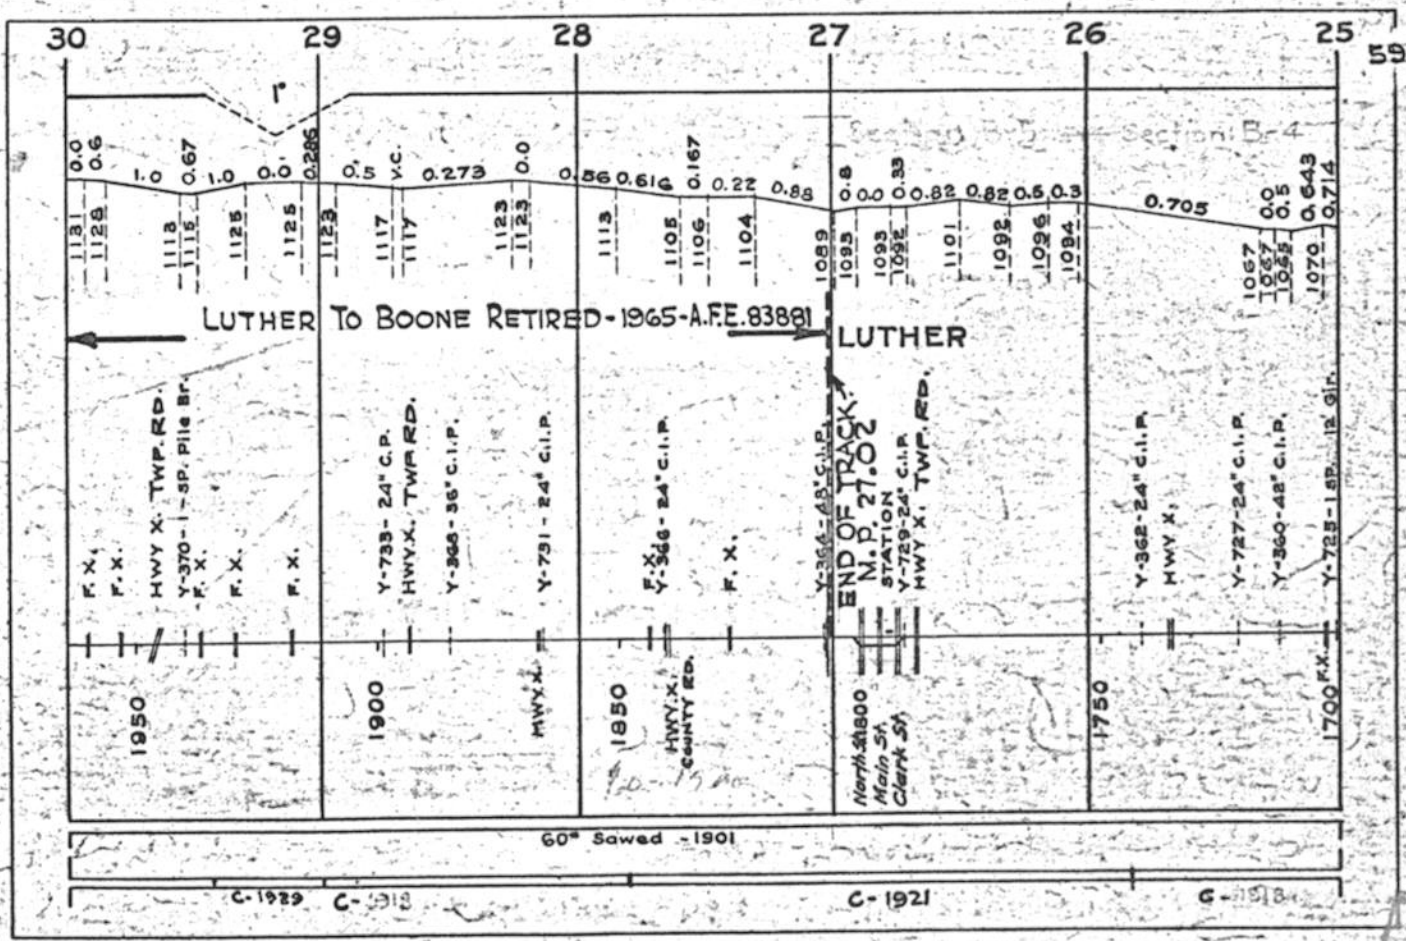 30 29 28 27 26 25
59
1°
Section B-4
0.0 0.6 1.0 0.67 1.0 0.0 0.286 0.5 V.C. 0.273 0.0 0.56 0.616 0.167 0.22 0.88 0.8 0.0 0.33 0.82 0.82 0.5 0.3 0.705 0.0 0.5 0.643 0.714
1131 1128 1113 1115 1125 1125 1123 1117 1117 1123 1123 1113 1105 1106 1104 1089 1093 1093 1092 1101 1092 1096 1094 1067 1067 1065 1070
LUTHER TO BOONE RETIRED-1965-A.F.E.83881
LUTHER
F. X.
F. X.
HWY X. TWP. RD.
Y-370-1-SP. Pile Br.
F. X.
F. X.
F. X.
Y-733-24" C.P.
HWY.X. TWP. RD.
Y-368-36" C.I.P.
Y-731-24" C.I.P.
F. X.
Y-366-24" C.I.P.
F. X.
Y-364-48" C.I.P.
END OF TRACK
M.P. 27.02
STATION
Y-729-24" C.I.P.
HWY X. TWP. RD.
Y-362-24" C.I.P.
HWY X.
Y-727-24" C.I.P.
Y-360-42" C.I.P.
Y-725-1 SP. 12' Gir.
1950
1900
HWY.X.
1850
HWY.X.
COUNTY RD.
North St.
1800
Main St.
Clark St.
1750
F.X.
1700
60# Sawed -1901
C-1929 C- 1918 C-1921 C-1918